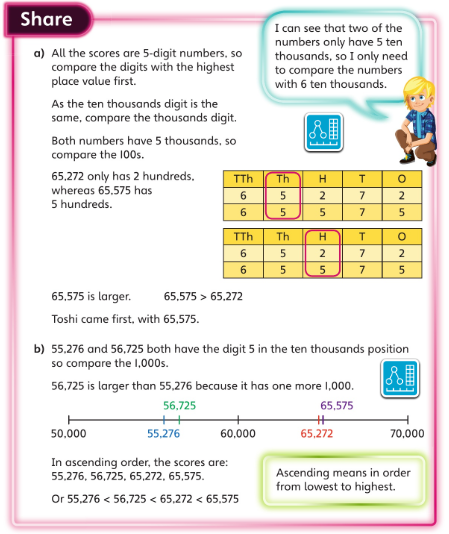 Share
I can see that two of the
numbers only have 5 ten
thousands, so I only need
to compare the numbers
with 6 ten thousands.
a) All the scores are 5-digit numbers, so
compare the digits with the highest
place value first.
As the ten thousands digit is the
same, compare the thousands digit.
Both numbers have 5 thousands, so
compare the 100s.
65,272 only has 2 hundreds,
whereas 65,575 has
5 hundreds.
TTh Th H T O
6 5 2 7 2
6 5 5 7 5
TTh Th H T O
6 5 2 7 2
6 5 5 7 5
65,575 is larger. 65,575 > 65,272
Toshi came first, with 65,575.
b) 55,276 and 56,725 both have the digit 5 in the ten thousands position
so compare the 1,000s.
56,725 is larger than 55,276 because it has one more 1,000.
56,725 65,575
50,000 55,276 60,000 65,272 70,000
In ascending order, the scores are:
55,276, 56,725, 65,272, 65,575.
Or 55,276 < 56,725 < 65,272 < 65,575
Ascending means in order
from lowest to highest.